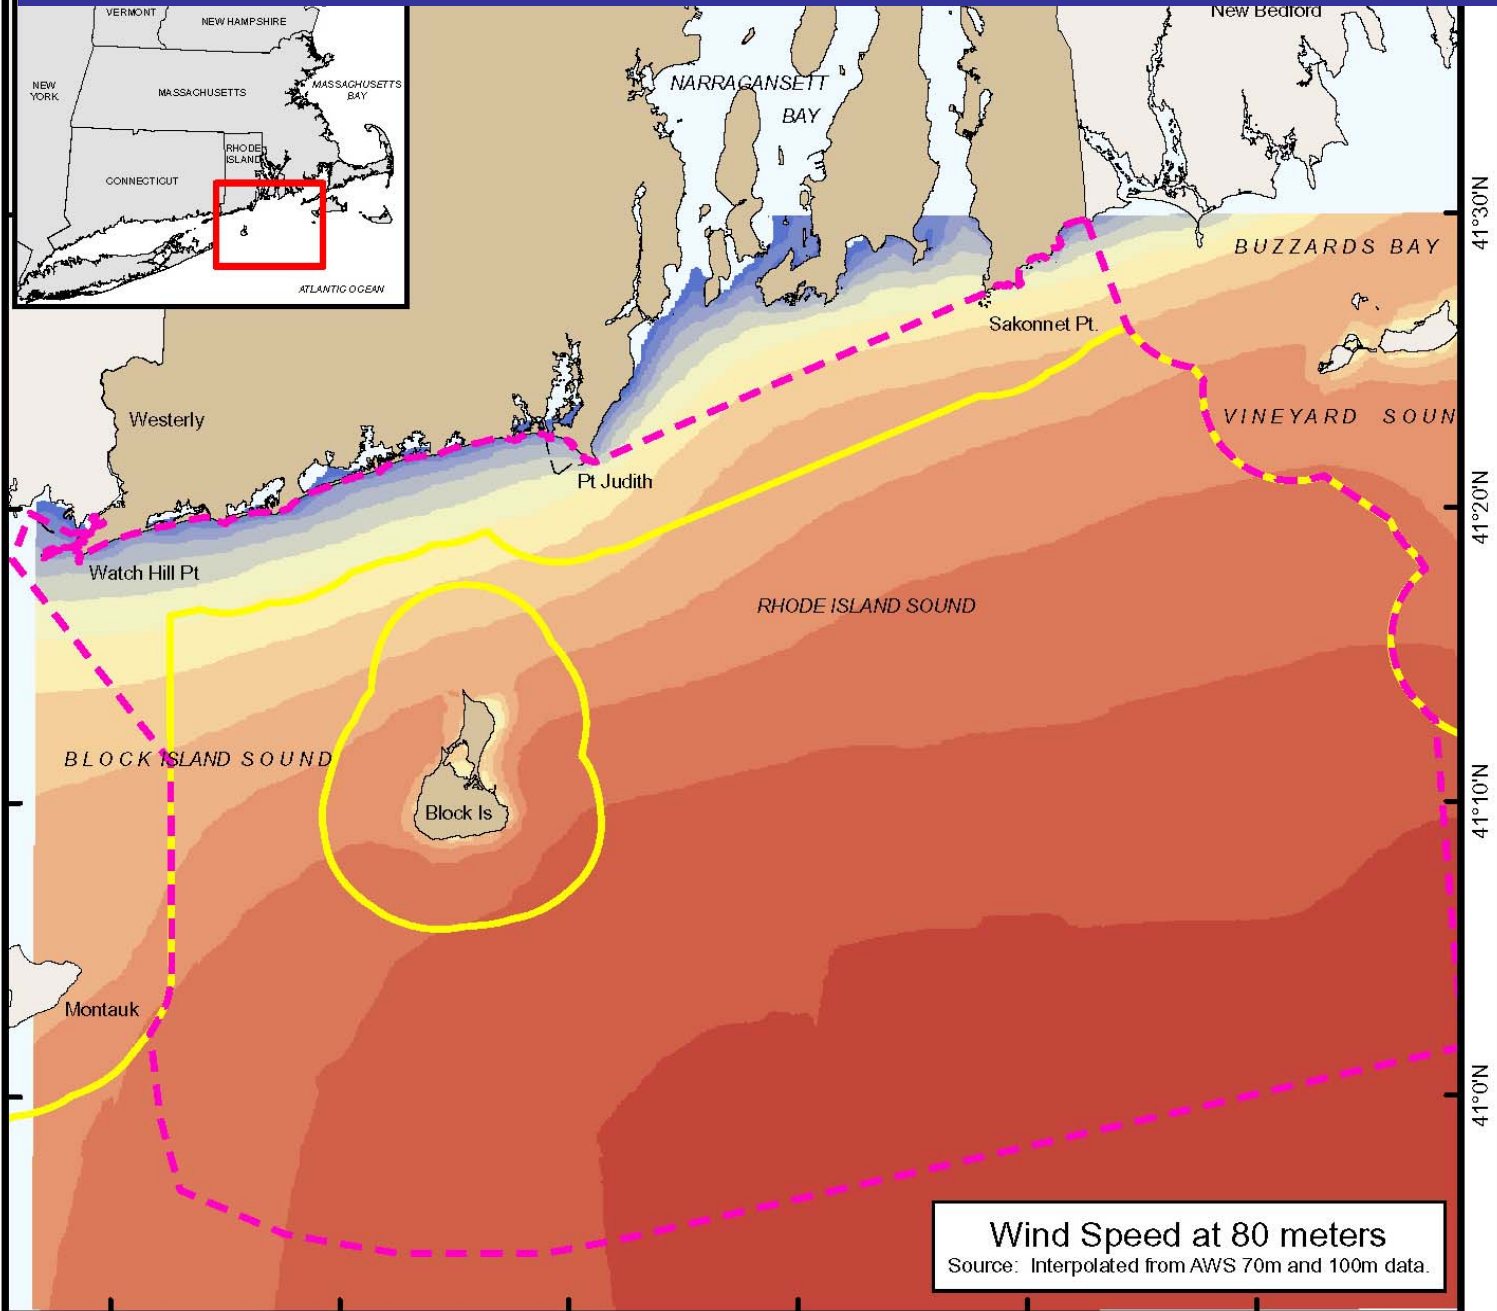 VERMONT
NEW HAMPSHIRE
NEW
YORK
MASSACHUSETTS
MASSACHUSETTS
BAY
RHODE
ISLAND
CONNECTICUT
ATLANTIC OCEAN
New Bedford
NARRAGANSETT
BAY
41°30'N
BUZZARDS BAY
Sakonnet Pt.
Westerly
VINEYARD SOUN
Pt Judith
41°20'N
Watch Hill Pt
RHODE ISLAND SOUND
BLOCK ISLAND SOUND
41°10'N
Block Is
Montauk
41°0'N
Wind Speed at 80 meters
Source: Interpolated from AWS 70m and 100m data.